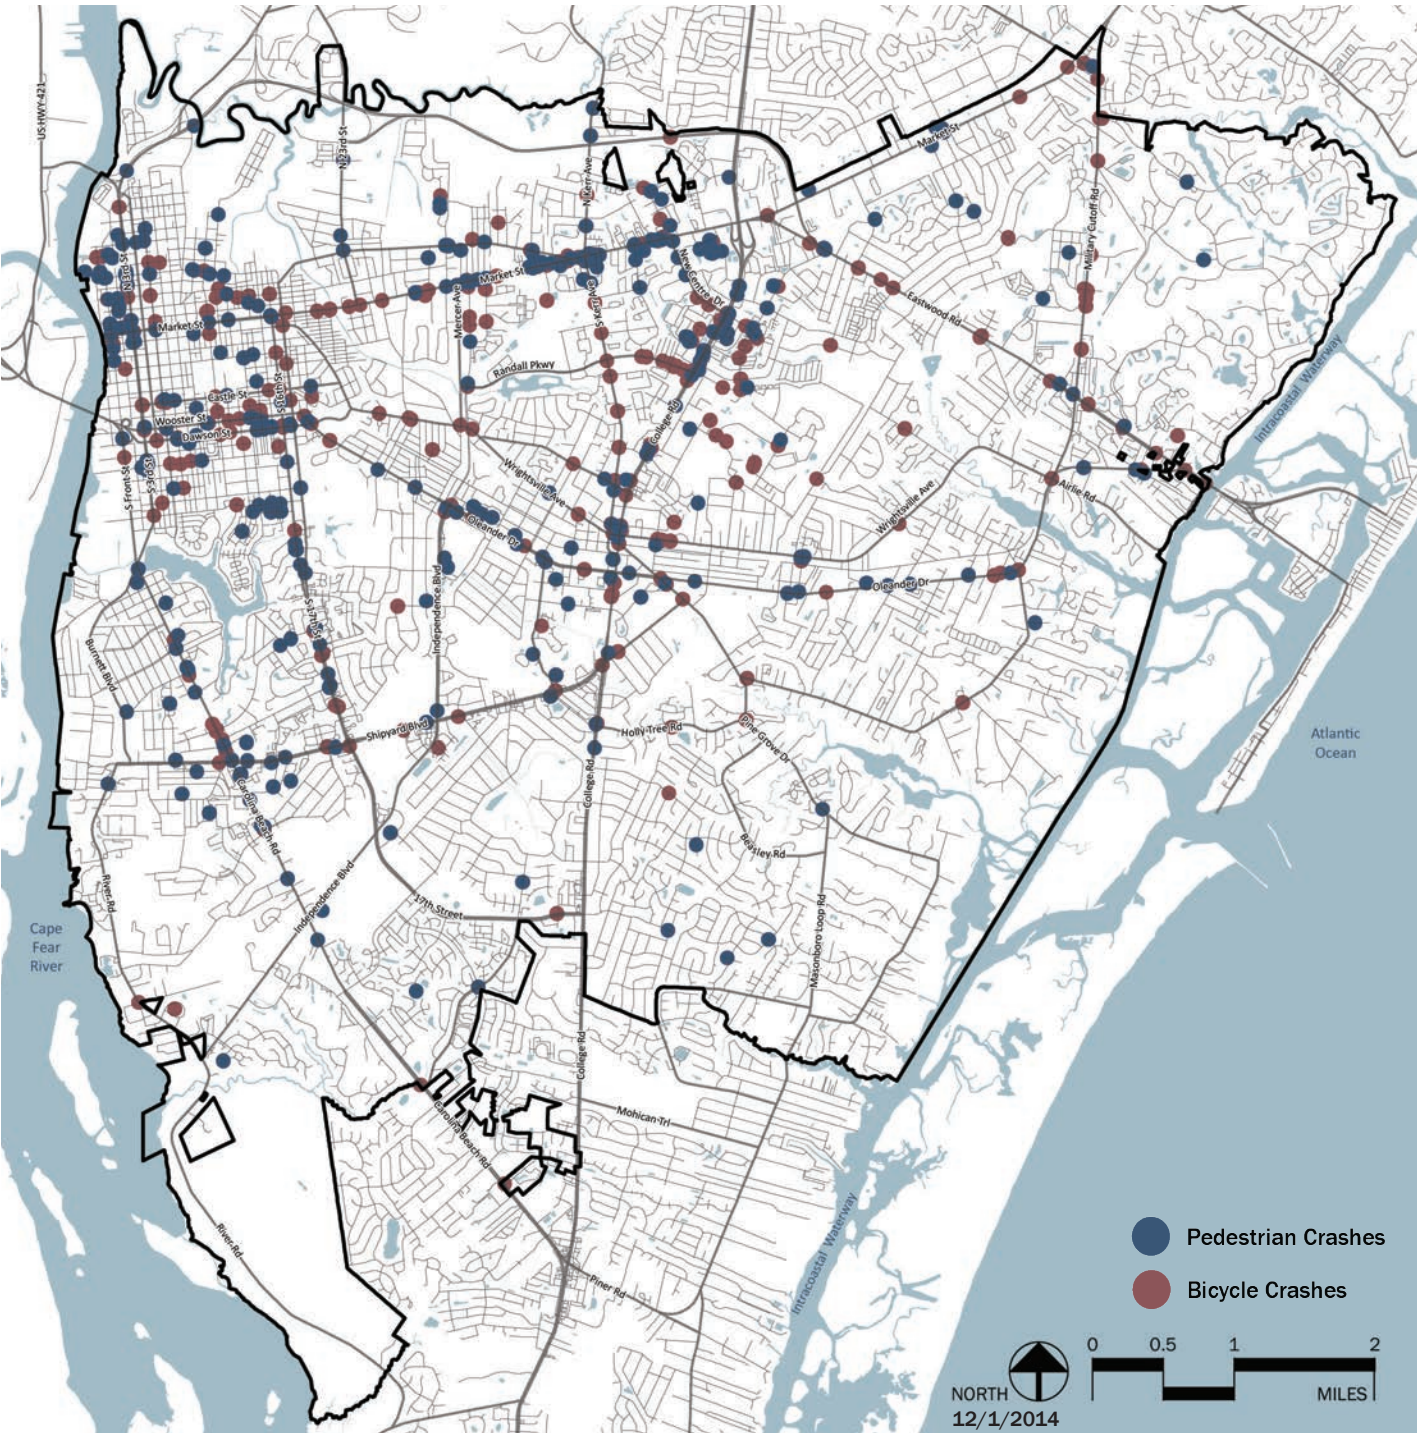 US HWY 421
N 23rd St
N Kerr Ave
Market St
Military Cutoff Rd
N 3rd St
New Centre Dr
Market St
Mercer Ave
S Kerr Ave
Eastwood Rd
Market St
Randall Pkwy
Intracoastal Waterway
Castle St
S 16th St
Wooster St
Dawson St
College Rd
S Front St
S 3rd St
Wrightsville Ave
Airlie Rd
Wrightsville Ave
Oleander Dr
Independence Blvd
Oleander Dr
S 17th St
Burnett Blvd
Shipyard Blvd
Holly Tree Rd
Pine Grove Dr
Atlantic
Ocean
College Rd
Carolina Beach Rd
Beasley Rd
River Rd
Independence Blvd
17th Street
Masonboro Loop Rd
Cape
Fear
River
College Rd
Mohican Trl
Carolina Beach Rd
River Rd
Intracoastal Waterway
Piner Rd
Pedestrian Crashes
Bicycle Crashes
0 0.5 1 2
NORTH
MILES
12/1/2014